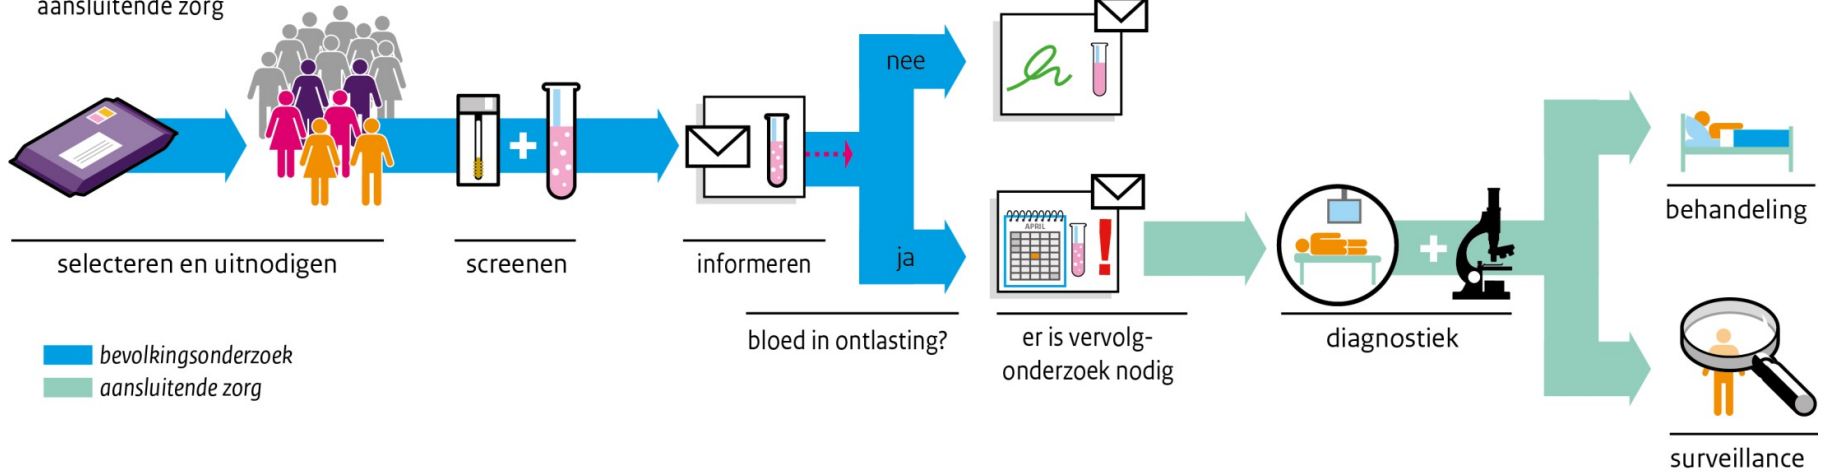 aansluitende zorg
nee
APRIL
ja
selecteren en uitnodigen
screenen
informeren
bloed in ontlasting?
er is vervolg-
onderzoek nodig
diagnostiek
behandeling
surveillance
bevolkingsonderzoek
aansluitende zorg